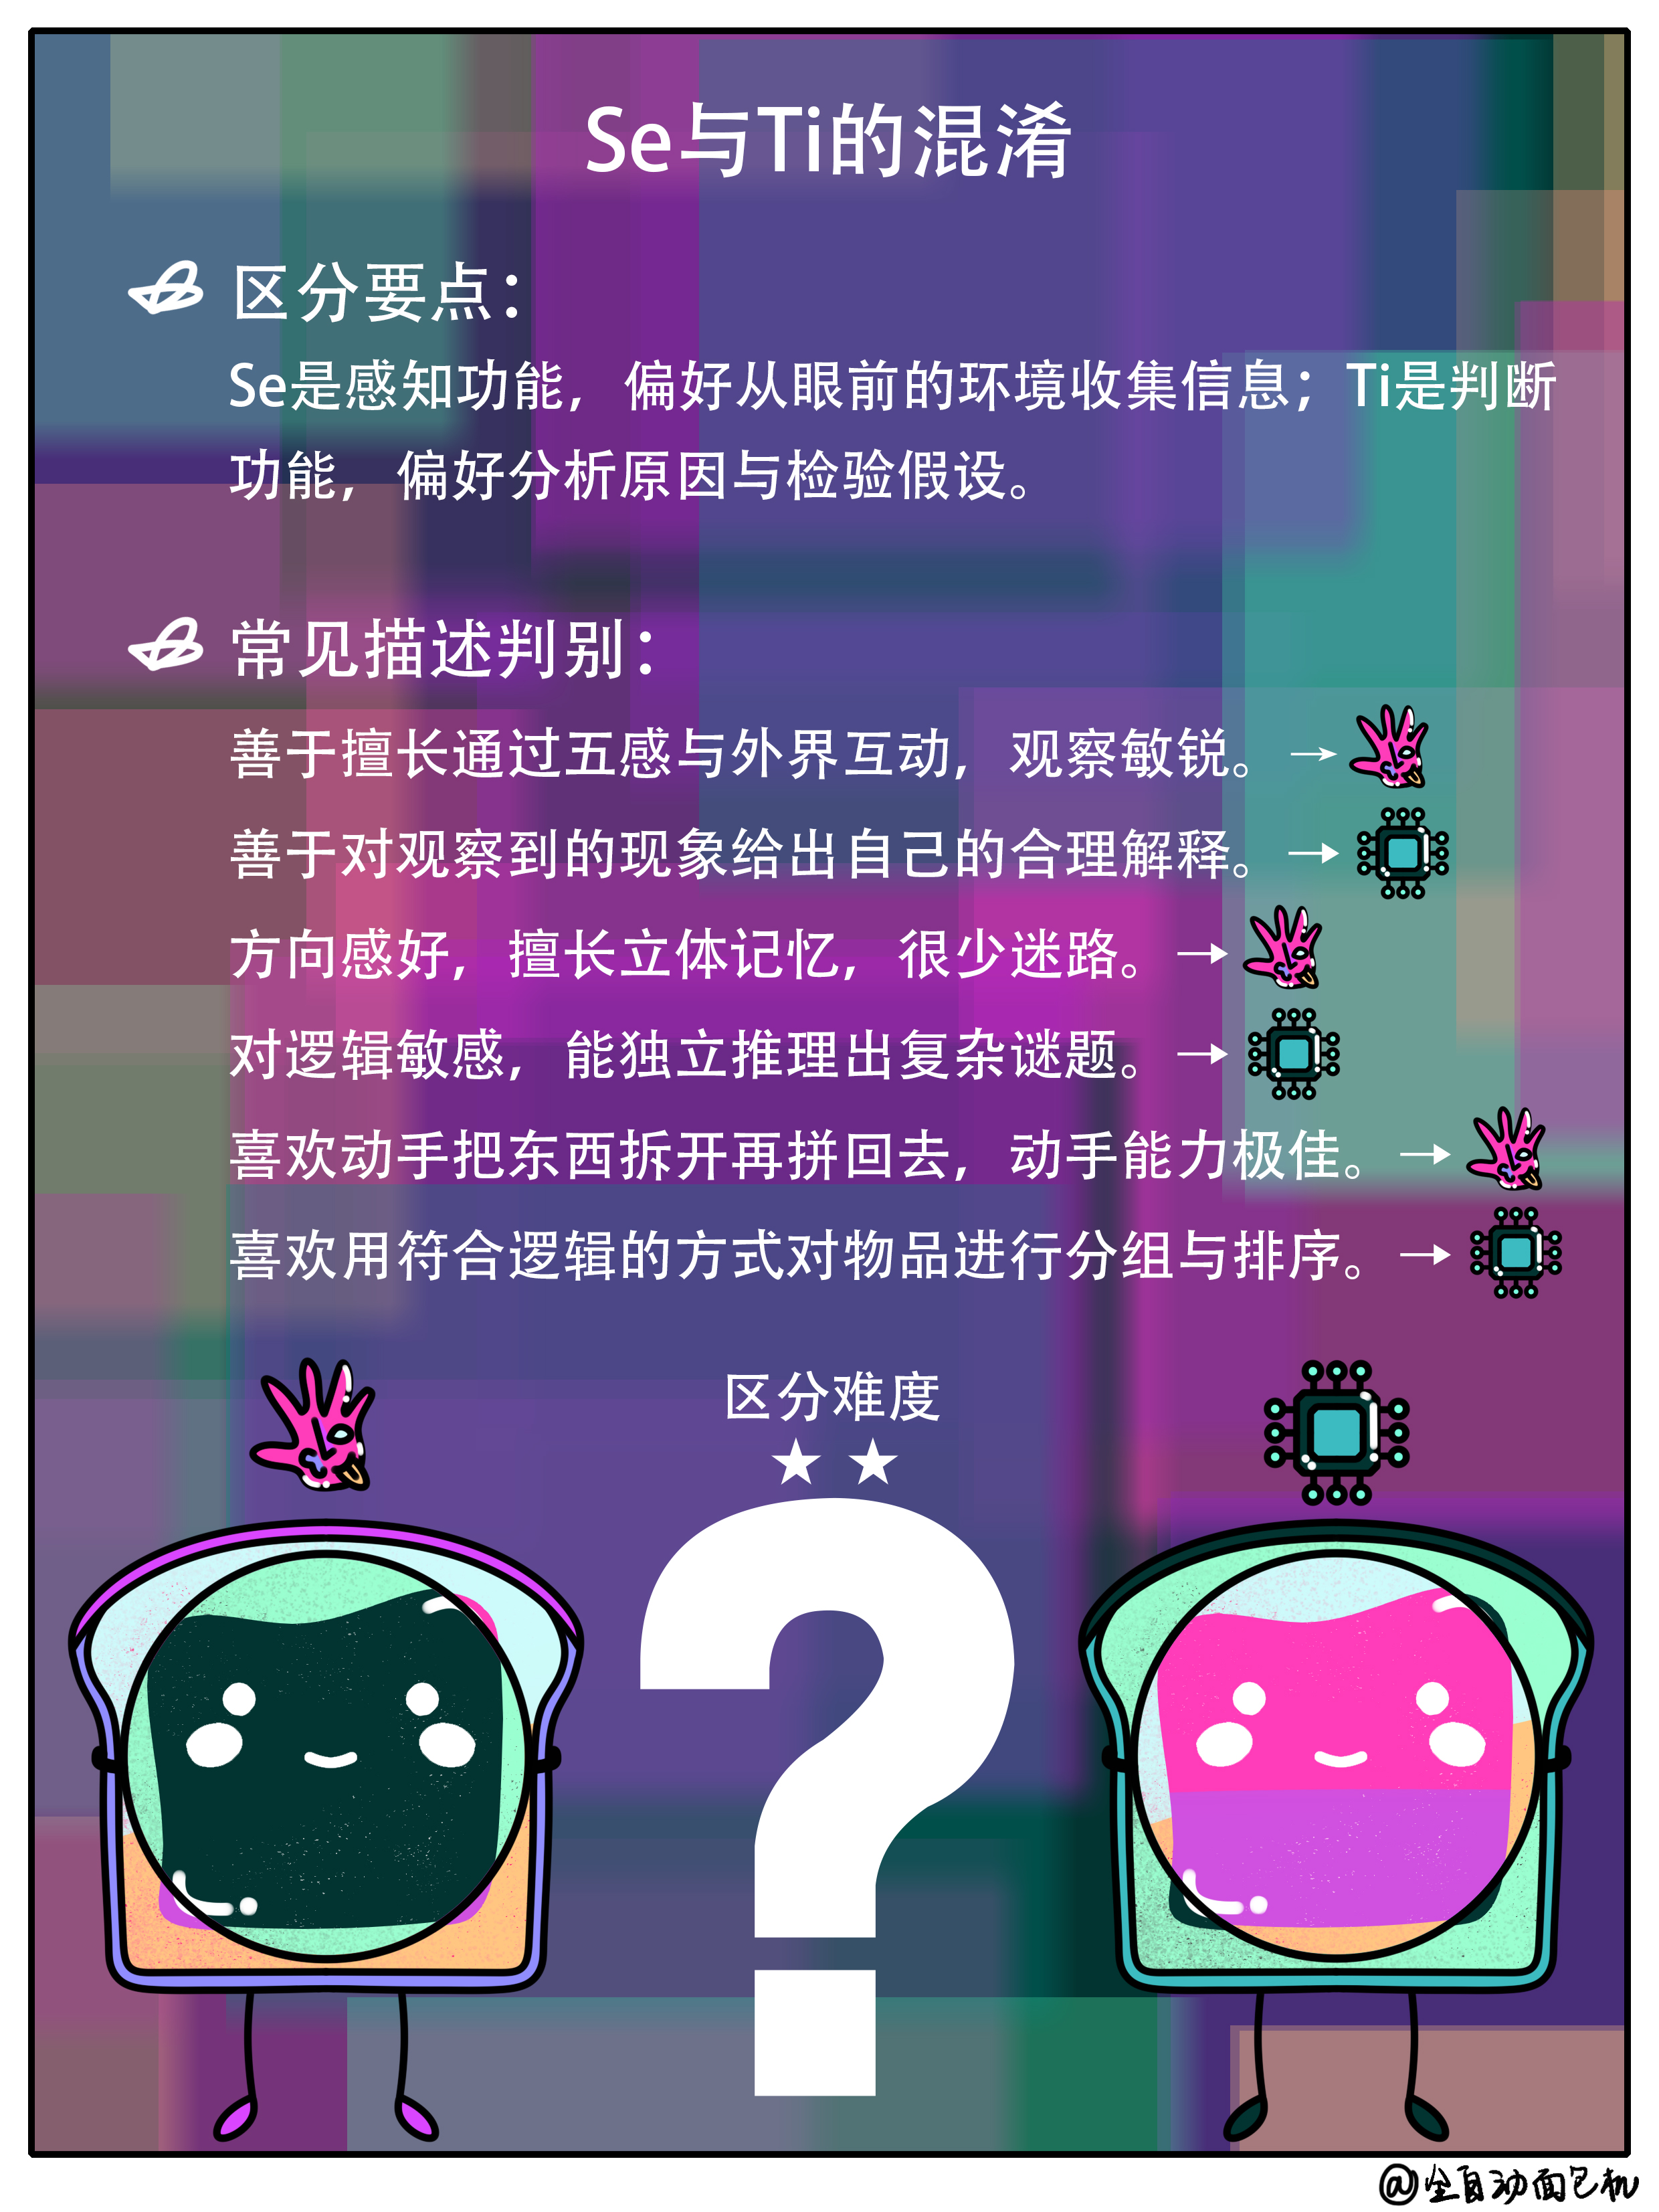 Se与Ti的混淆
区分要点：
Se是感知功能，偏好从眼前的环境收集信息；Ti是判断
功能，偏好分析原因与检验假设。
常见描述判别：
善于擅长通过五感与外界互动，观察敏锐。→
善于对观察到的现象给出自己的合理解释。→
方向感好，擅长立体记忆，很少迷路。→
对逻辑敏感，能独立推理出复杂谜题。→
喜欢动手把东西拆开再拼回去，动手能力极佳。→
喜欢用符合逻辑的方式对物品进行分组与排序。→
区分难度
★ ★
?
@全自动面包机